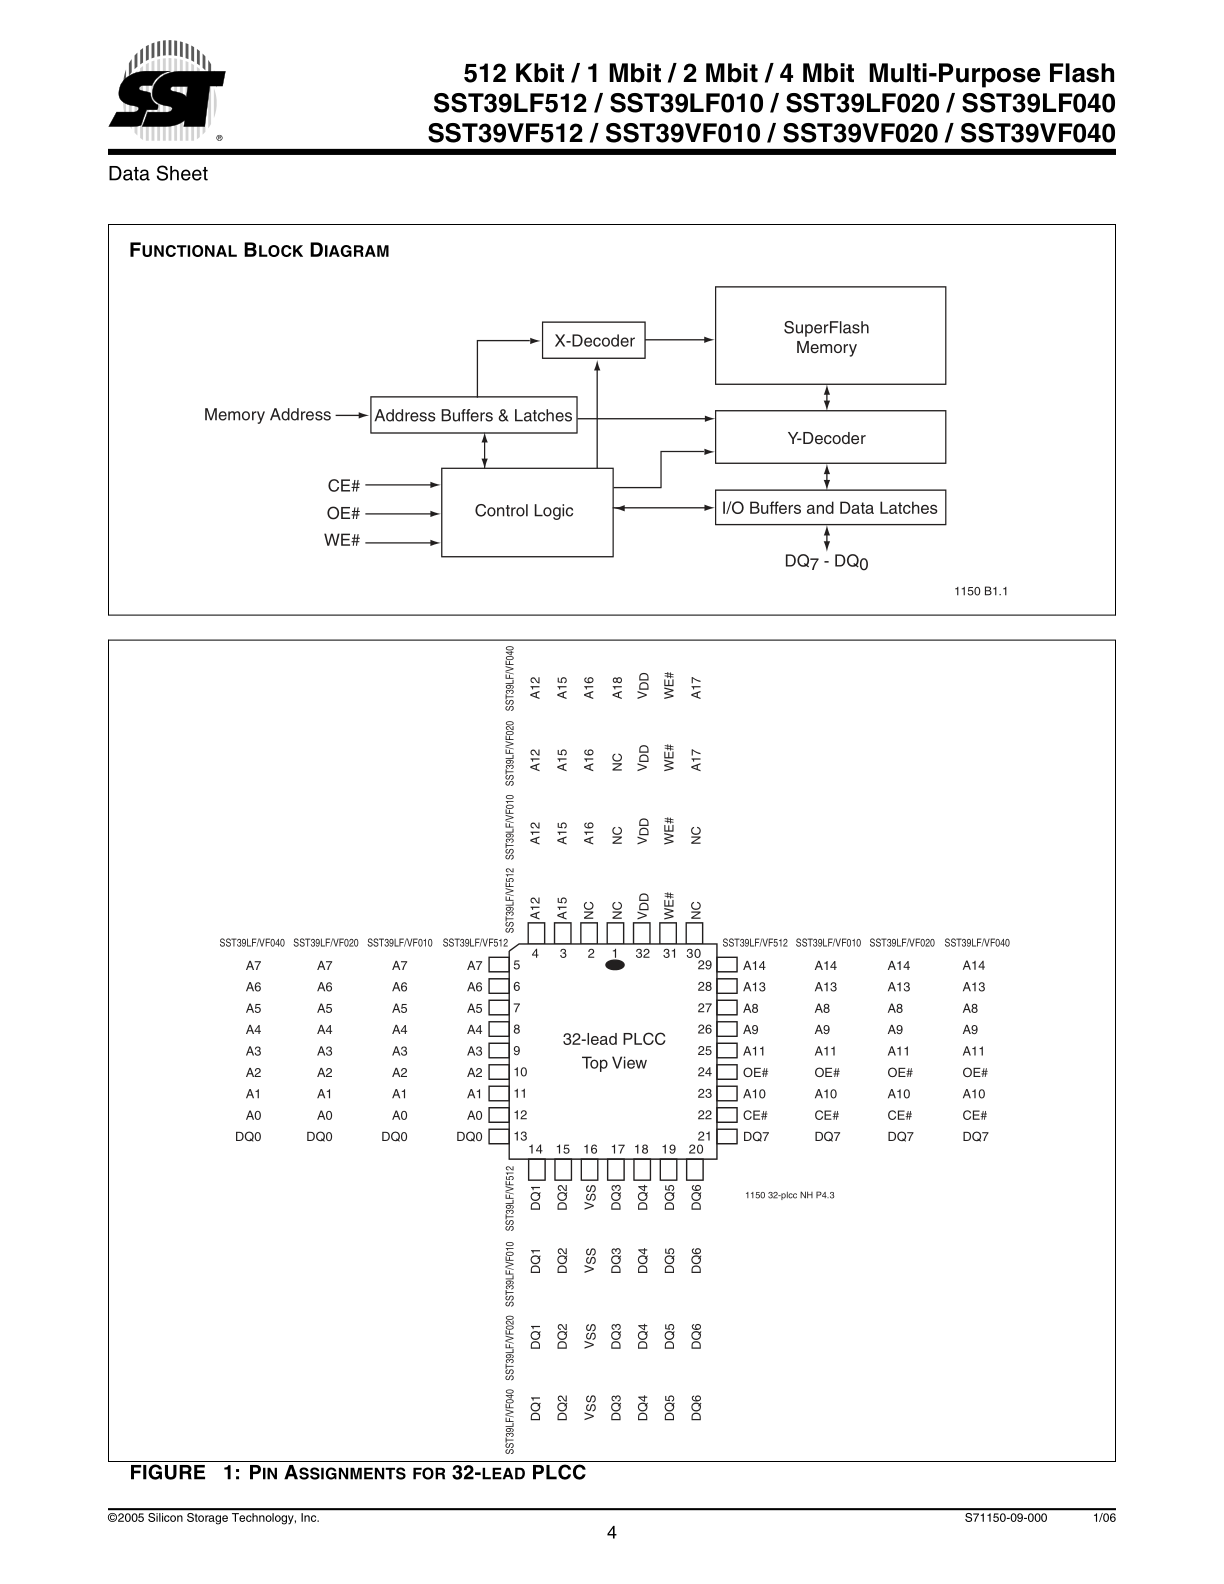 SST
®
512 Kbit / 1 Mbit / 2 Mbit / 4 Mbit Multi-Purpose Flash
SST39LF512 / SST39LF010 / SST39LF020 / SST39LF040
SST39VF512 / SST39VF010 / SST39VF020 / SST39VF040
Data Sheet
FUNCTIONAL BLOCK DIAGRAM
SuperFlash
Memory
X-Decoder
Memory Address
Address Buffers & Latches
Y-Decoder
CE#
OE#
WE#
Control Logic
I/O Buffers and Data Latches
DQ7 - DQ0
1150 B1.1
SST39LF/VF040 A12 A15 A16 A18 VDD WE# A17
SST39LF/VF020 A12 A15 A16 NC VDD WE# A17
SST39LF/VF010 A12 A15 A16 NC VDD WE# NC
SST39LF/VF512 A12 A15 NC NC VDD WE# NC
SST39LF/VF040 SST39LF/VF020 SST39LF/VF010 SST39LF/VF512 4 3 2 1 32 31 30 SST39LF/VF512 SST39LF/VF010 SST39LF/VF020 SST39LF/VF040
A7 A7 A7 A7 5 29 A14 A14 A14 A14
A6 A6 A6 A6 6 28 A13 A13 A13 A13
A5 A5 A5 A5 7 27 A8 A8 A8 A8
A4 A4 A4 A4 8 26 A9 A9 A9 A9
32-lead PLCC
A3 A3 A3 A3 9 25 A11 A11 A11 A11
Top View
A2 A2 A2 A2 10 24 OE# OE# OE# OE#
A1 A1 A1 A1 11 23 A10 A10 A10 A10
A0 A0 A0 A0 12 22 CE# CE# CE# CE#
DQ0 DQ0 DQ0 DQ0 13 21 DQ7 DQ7 DQ7 DQ7
14 15 16 17 18 19 20
SST39LF/VF512 DQ1 DQ2 VSS DQ3 DQ4 DQ5 DQ6
1150 32-plcc NH P4.3
SST39LF/VF010 DQ1 DQ2 VSS DQ3 DQ4 DQ5 DQ6
SST39LF/VF020 DQ1 DQ2 VSS DQ3 DQ4 DQ5 DQ6
SST39LF/VF040 DQ1 DQ2 VSS DQ3 DQ4 DQ5 DQ6
FIGURE 1: PIN ASSIGNMENTS FOR 32-LEAD PLCC
©2005 Silicon Storage Technology, Inc. S71150-09-000 1/06
4